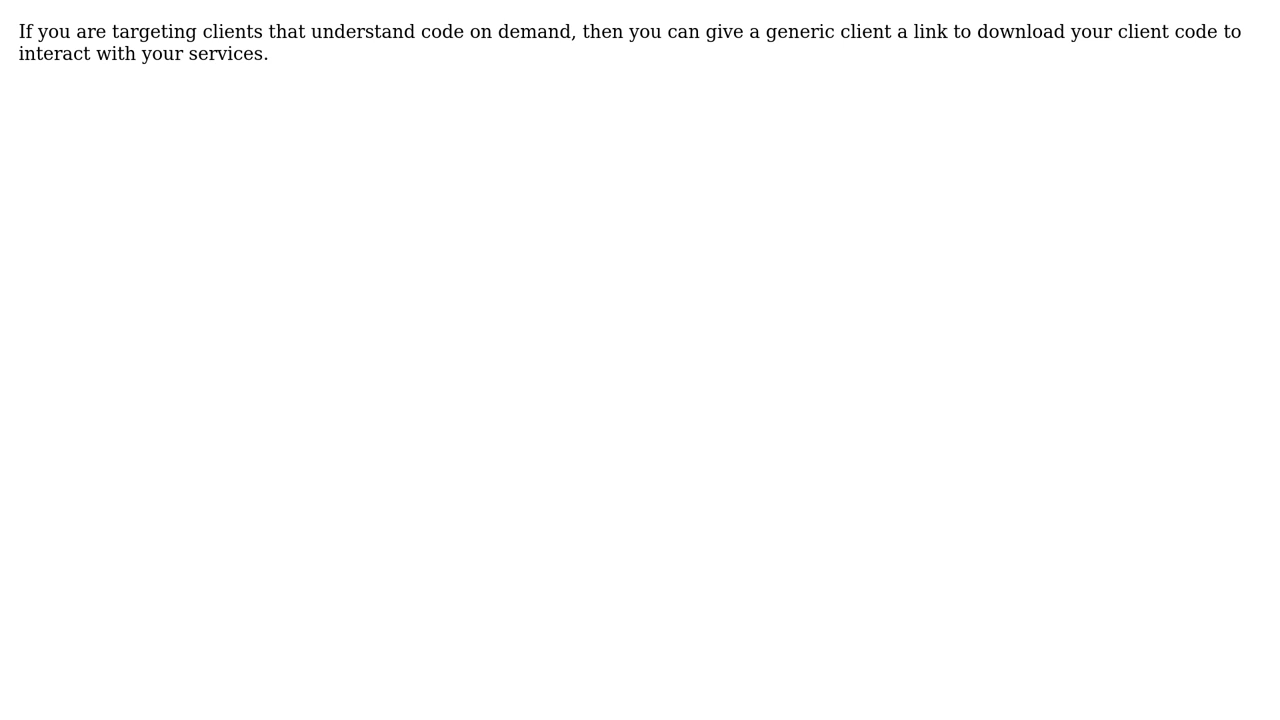 If you are targeting clients that understand code on demand, then you can give a generic client a link to download your client code to
interact with your services.